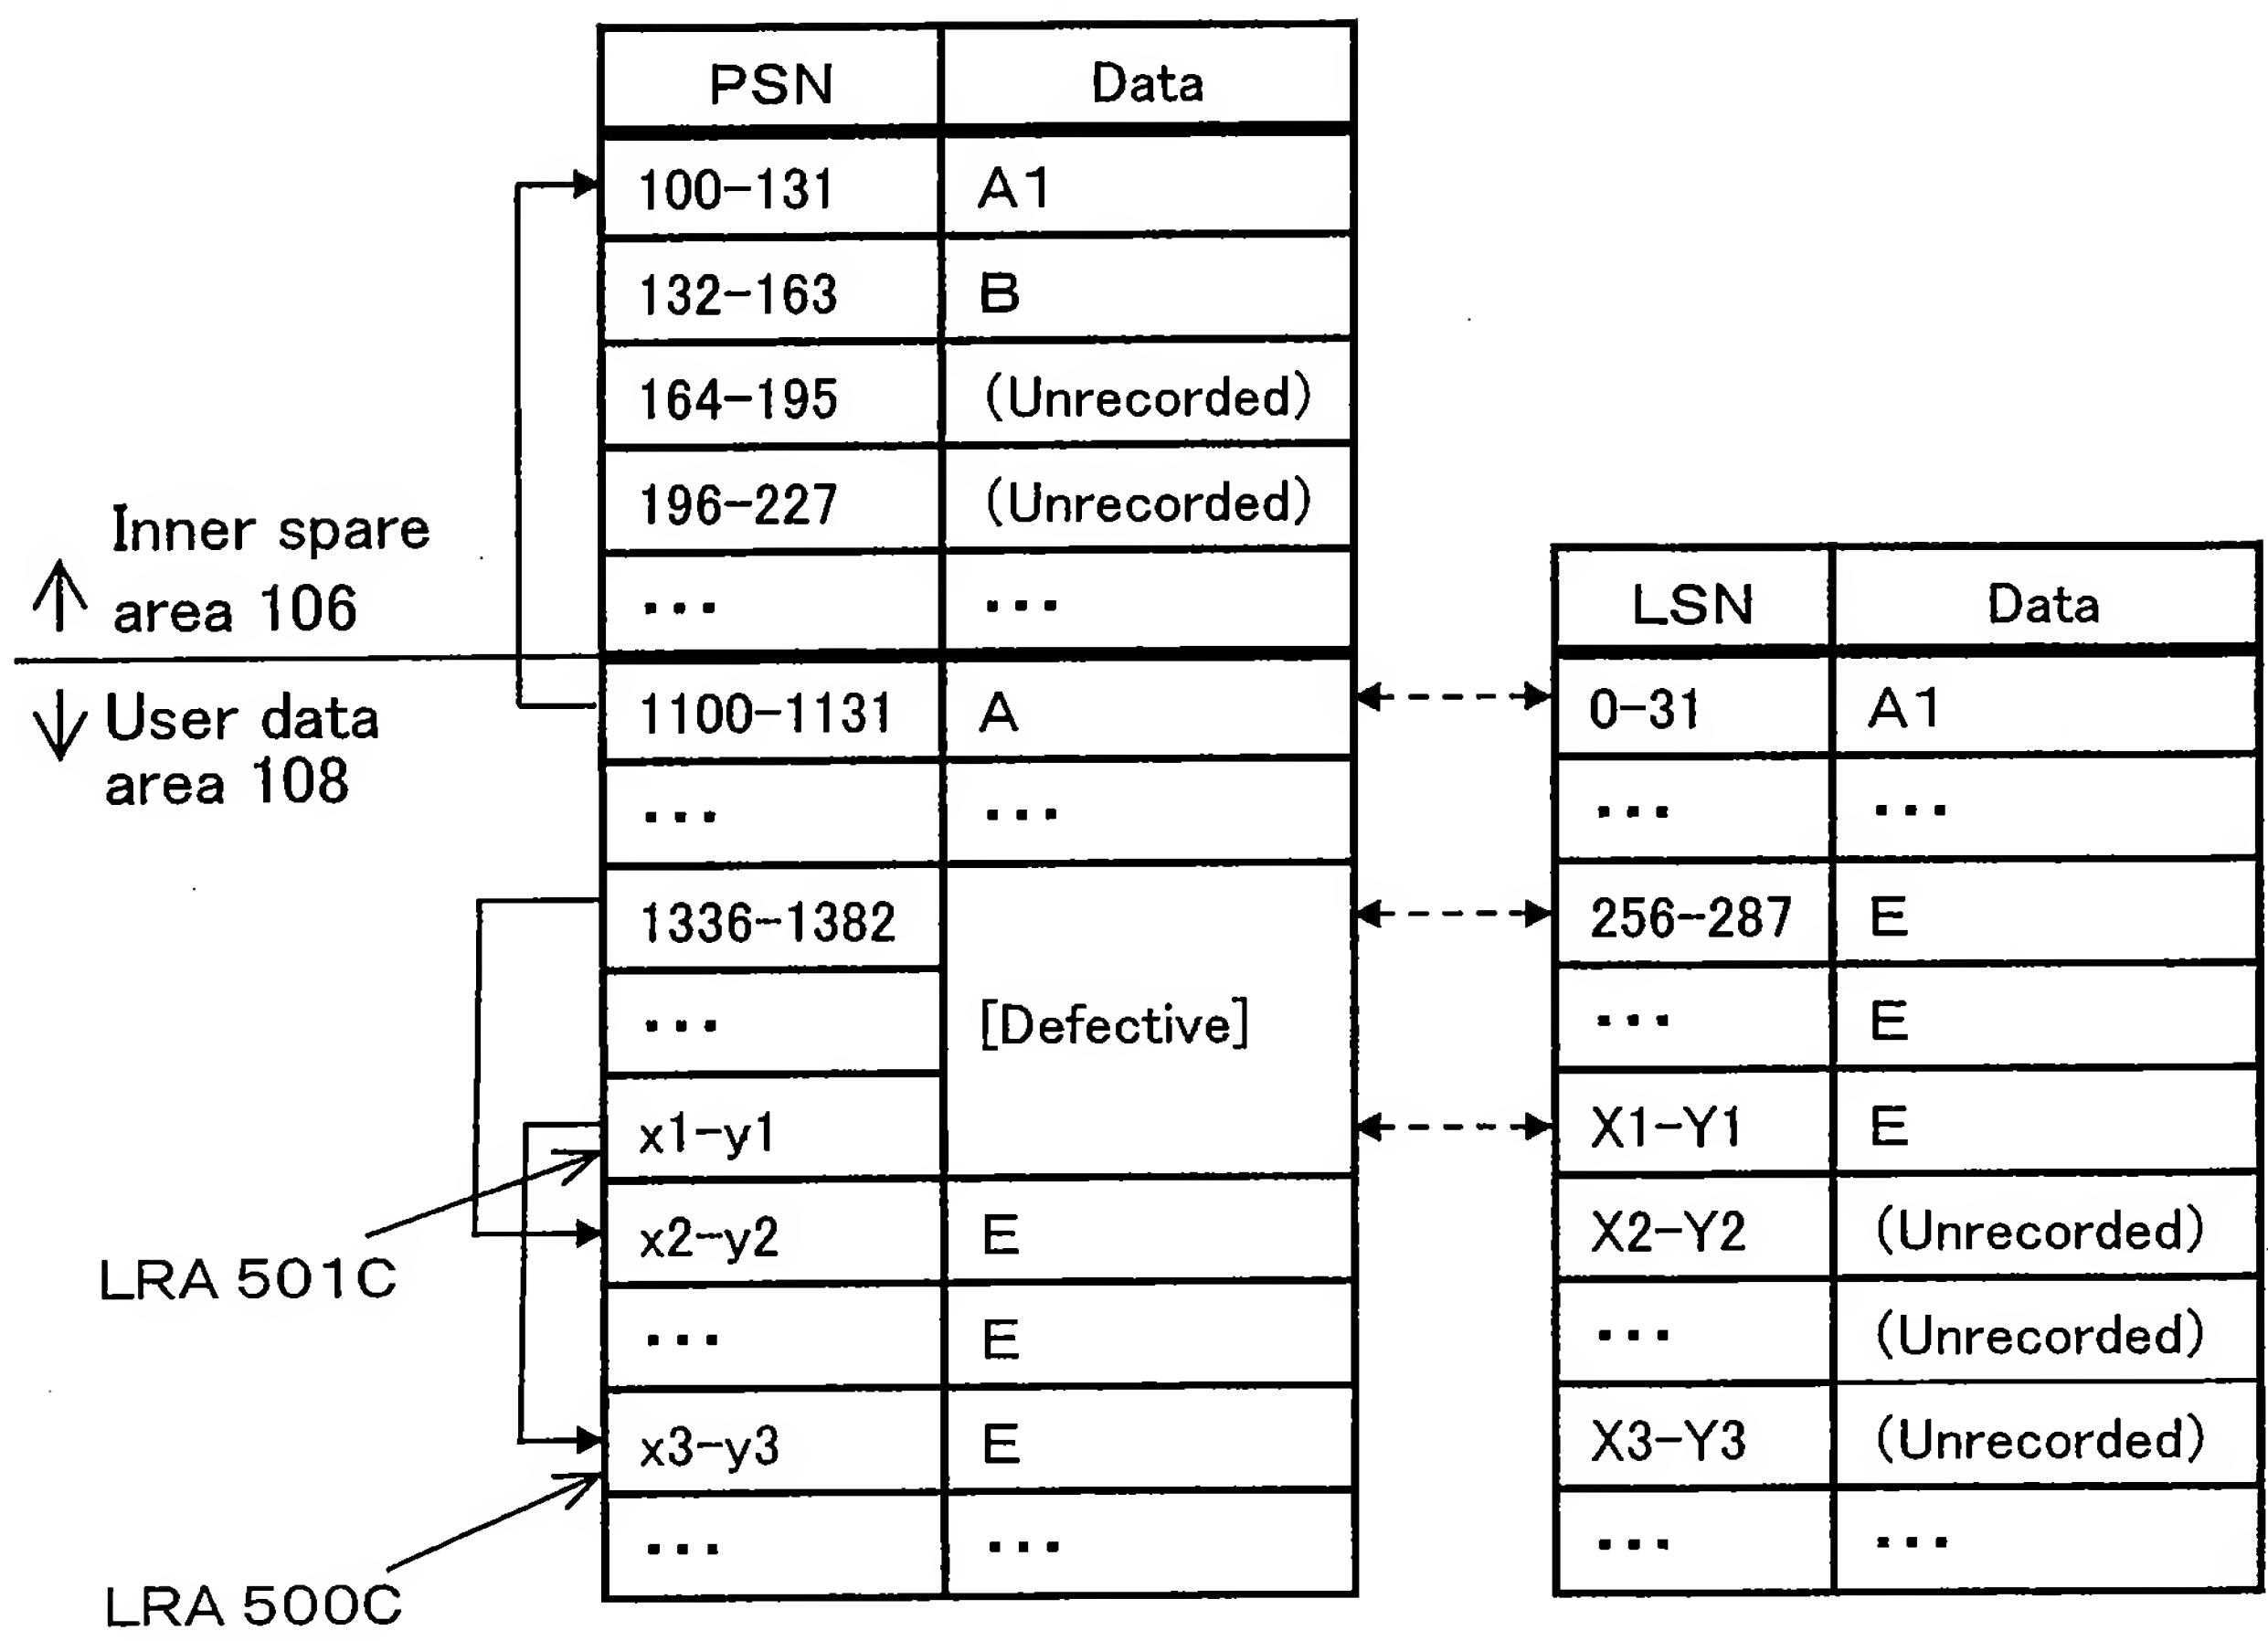 PSN Data
100-131 A1
132-163 B
164-195 (Unrecorded)
196-227 (Unrecorded)
... ...
Inner spare
area 106
User data
area 108
1100-1131 A
... ...
1336-1382
...
[Defective]
x1-y1
x2-y2 E
... E
x3-y3 E
... ...
LRA 501C
LRA 500C
LSN Data
0-31 A1
... ...
256-287 E
... E
X1-Y1 E
X2-Y2 (Unrecorded)
... (Unrecorded)
X3-Y3 (Unrecorded)
... ...